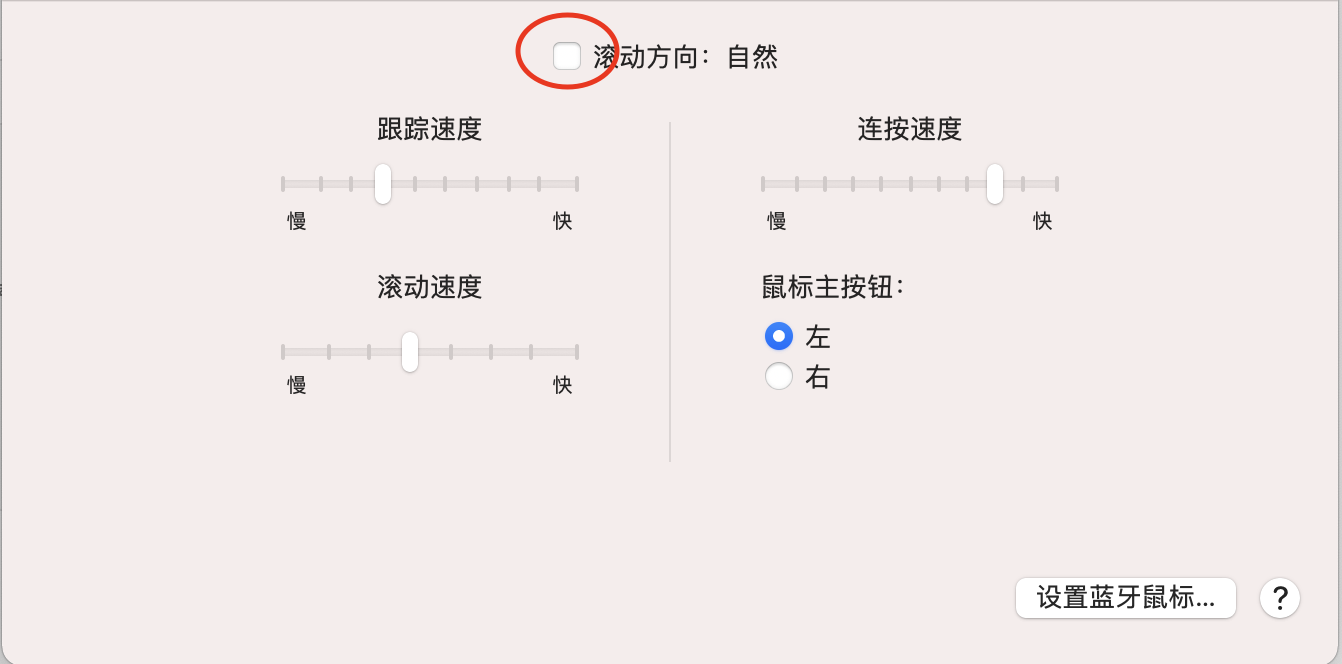 滚动方向：自然
跟踪速度
慢 快
滚动速度
慢 快
连按速度
慢 快
鼠标主按钮：
左
右
设置蓝牙鼠标...
?